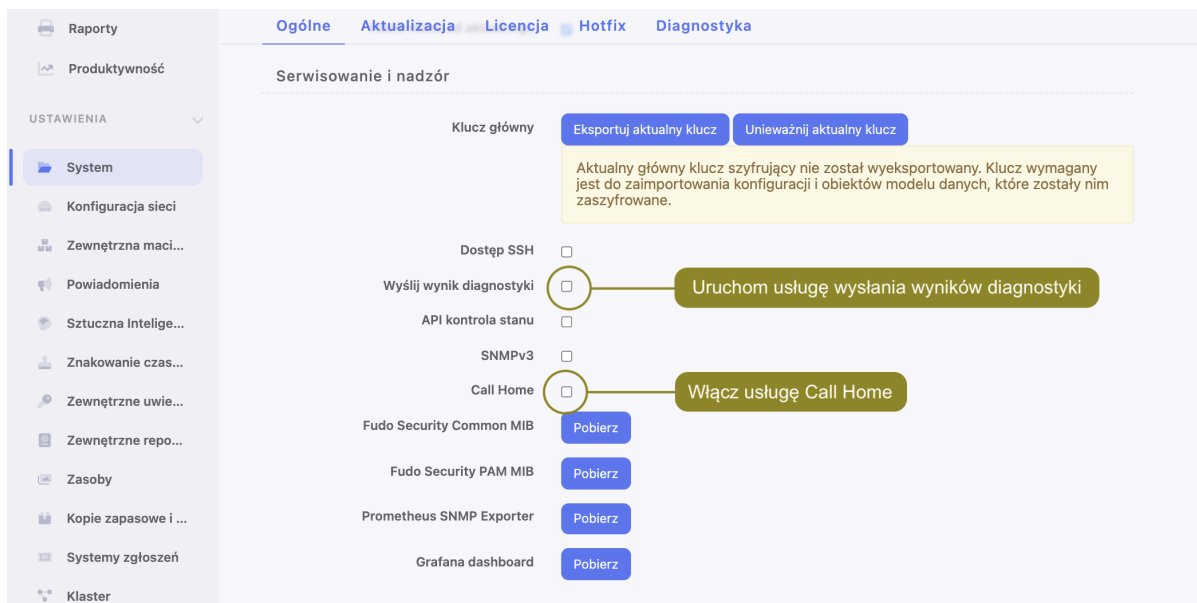 Raporty
Produktywność
USTAWIENIA
System
Konfiguracja sieci
Zewnętrzna maci...
Powiadomienia
Sztuczna Intelige...
Znakowanie czas...
Zewnętrzne uwie...
Zewnętrzne repo...
Zasoby
Kopie zapasowe i ...
Systemy zgłoszeń
Klaster
Ogólne Aktualizacja Licencja Hotfix Diagnostyka
Serwisowanie i nadzór
Klucz główny Eksportuj aktualny klucz Unieważnij aktualny klucz
Aktualny główny klucz szyfrujący nie został wyeksportowany. Klucz wymagany
jest do zaimportowania konfiguracji i obiektów modelu danych, które zostały nim
zaszyfrowane.
Dostęp SSH
Wyślij wynik diagnostyki Uruchom usługę wysłania wyników diagnostyki
API kontrola stanu
SNMPv3
Call Home Włącz usługę Call Home
Fudo Security Common MIB Pobierz
Fudo Security PAM MIB Pobierz
Prometheus SNMP Exporter Pobierz
Grafana dashboard Pobierz